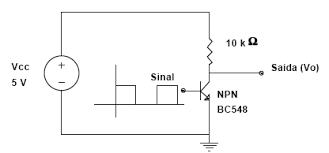 10 k Ω
Vcc
5 V
Sinal
Saida (Vo)
NPN
BC548